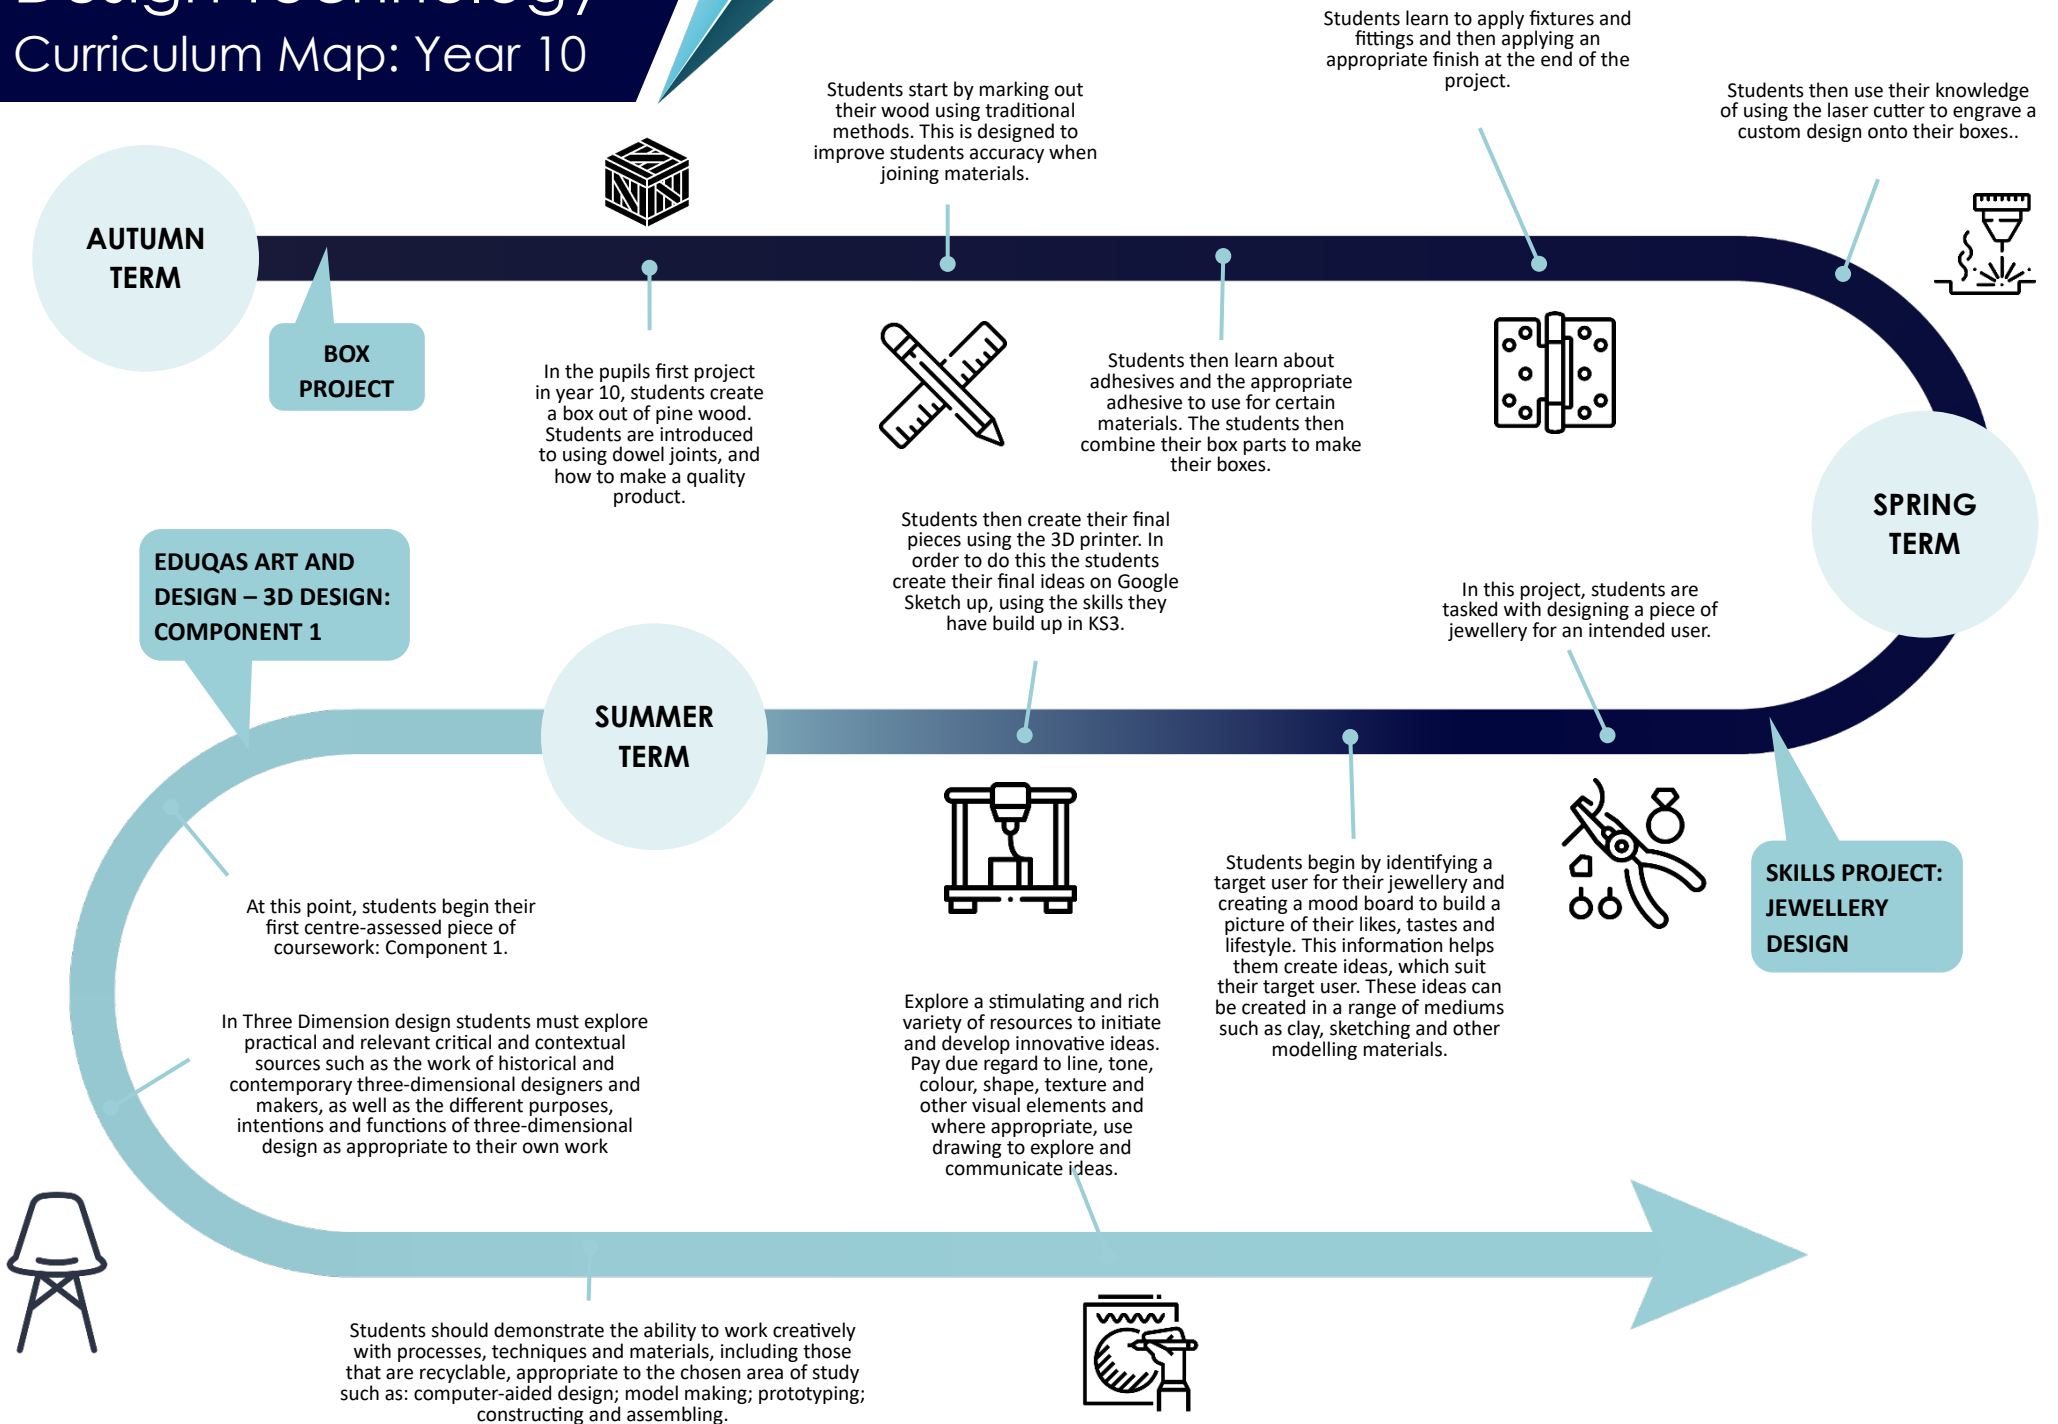 Design Technology
Curriculum Map: Year 10
AUTUMN
TERM
BOX
PROJECT
In the pupils first project
in year 10, students create
a box out of pine wood.
Students are introduced
to using dowel joints, and
how to make a quality
product.
Students start by marking out
their wood using traditional
methods. This is designed to
improve students accuracy when
joining materials.
Students then learn about
adhesives and the appropriate
adhesive to use for certain
materials. The students then
combine their box parts to make
their boxes.
Students learn to apply fixtures and
fittings and then applying an
appropriate finish at the end of the
project.
Students then use their knowledge
of using the laser cutter to engrave a
custom design onto their boxes..
SPRING
TERM
SKILLS PROJECT:
JEWELLERY
DESIGN
In this project, students are
tasked with designing a piece of
jewellery for an intended user.
Students begin by identifying a
target user for their jewellery and
creating a mood board to build a
picture of their likes, tastes and
lifestyle. This information helps
them create ideas, which suit
their target user. These ideas can
be created in a range of mediums
such as clay, sketching and other
modelling materials.
Students then create their final
pieces using the 3D printer. In
order to do this the students
create their final ideas on Google
Sketch up, using the skills they
have build up in KS3.
SUMMER
TERM
EDUQAS ART AND
DESIGN – 3D DESIGN:
COMPONENT 1
At this point, students begin their
first centre-assessed piece of
coursework: Component 1.
In Three Dimension design students must explore
practical and relevant critical and contextual
sources such as the work of historical and
contemporary three-dimensional designers and
makers, as well as the different purposes,
intentions and functions of three-dimensional
design as appropriate to their own work
Students should demonstrate the ability to work creatively
with processes, techniques and materials, including those
that are recyclable, appropriate to the chosen area of study
such as: computer-aided design; model making; prototyping;
constructing and assembling.
Explore a stimulating and rich
variety of resources to initiate
and develop innovative ideas.
Pay due regard to line, tone,
colour, shape, texture and
other visual elements and
where appropriate, use
drawing to explore and
communicate ideas.